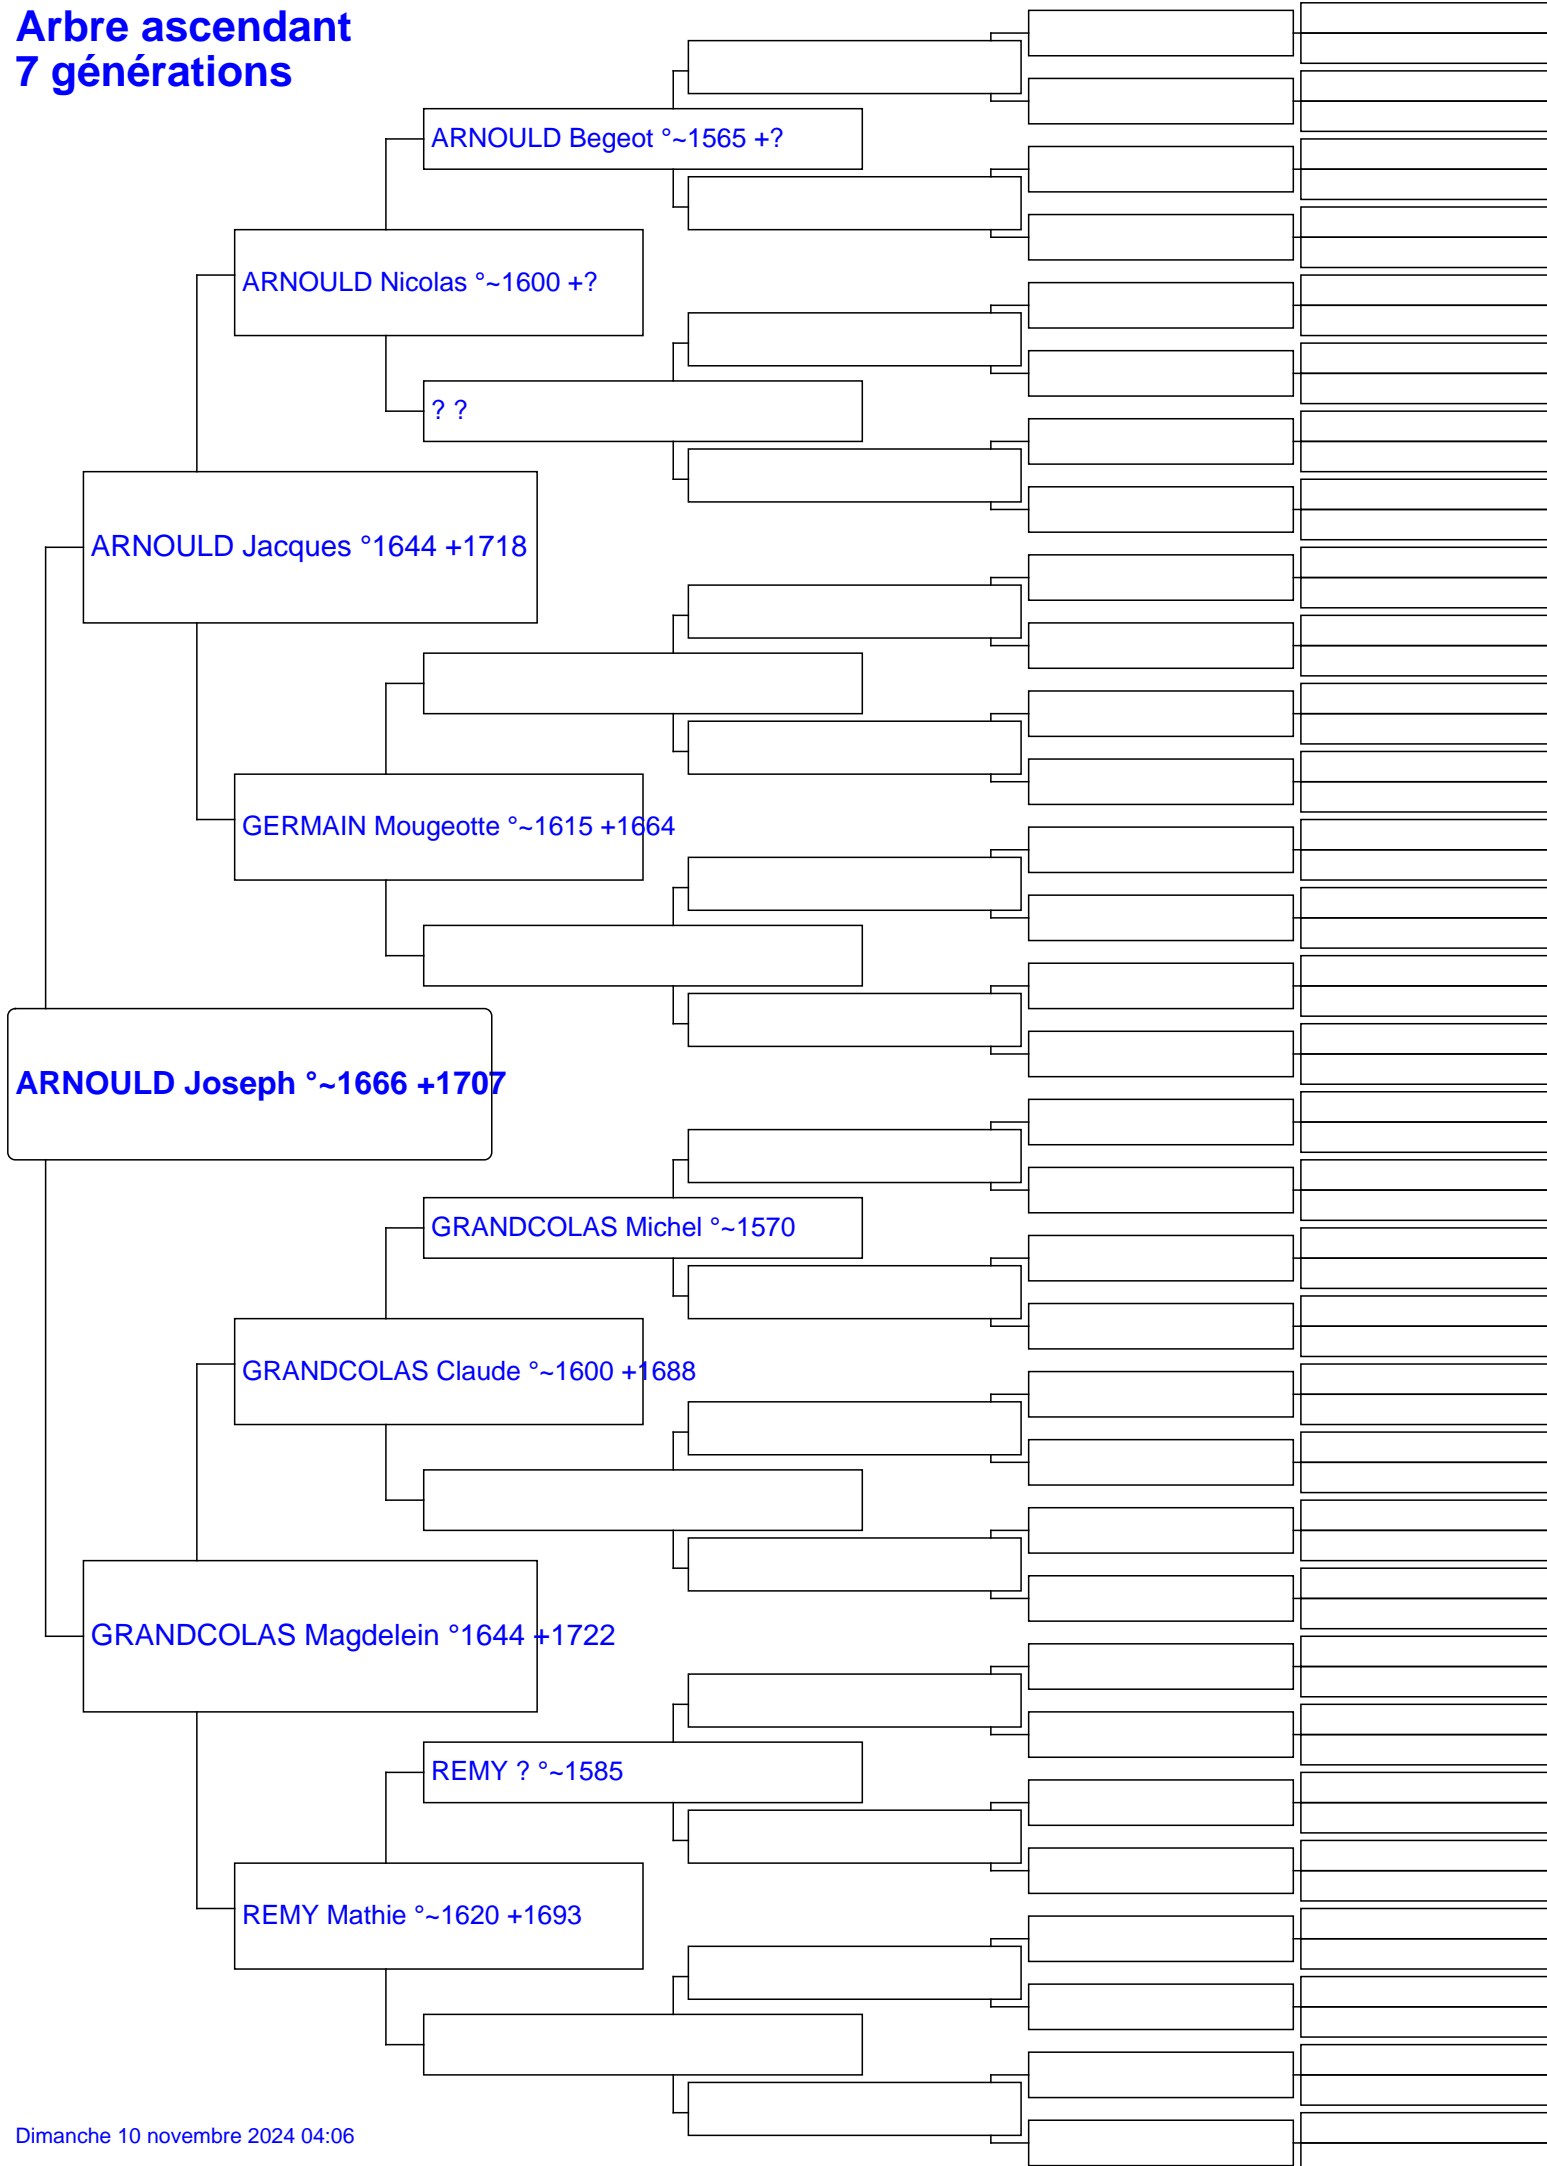 Arbre ascendant
7 générations
ARNOULD Begeot °~1565 +?
ARNOULD Nicolas °~1600 +?
? ?
ARNOULD Jacques °1644 +1718
GERMAIN Mougeotte °~1615 +1664
ARNOULD Joseph °~1666 +1707
GRANDCOLAS Michel °~1570
GRANDCOLAS Claude °~1600 +1688
GRANDCOLAS Magdelein °1644 +1722
REMY ? °~1585
REMY Mathie °~1620 +1693
Dimanche 10 novembre 2024 04:06